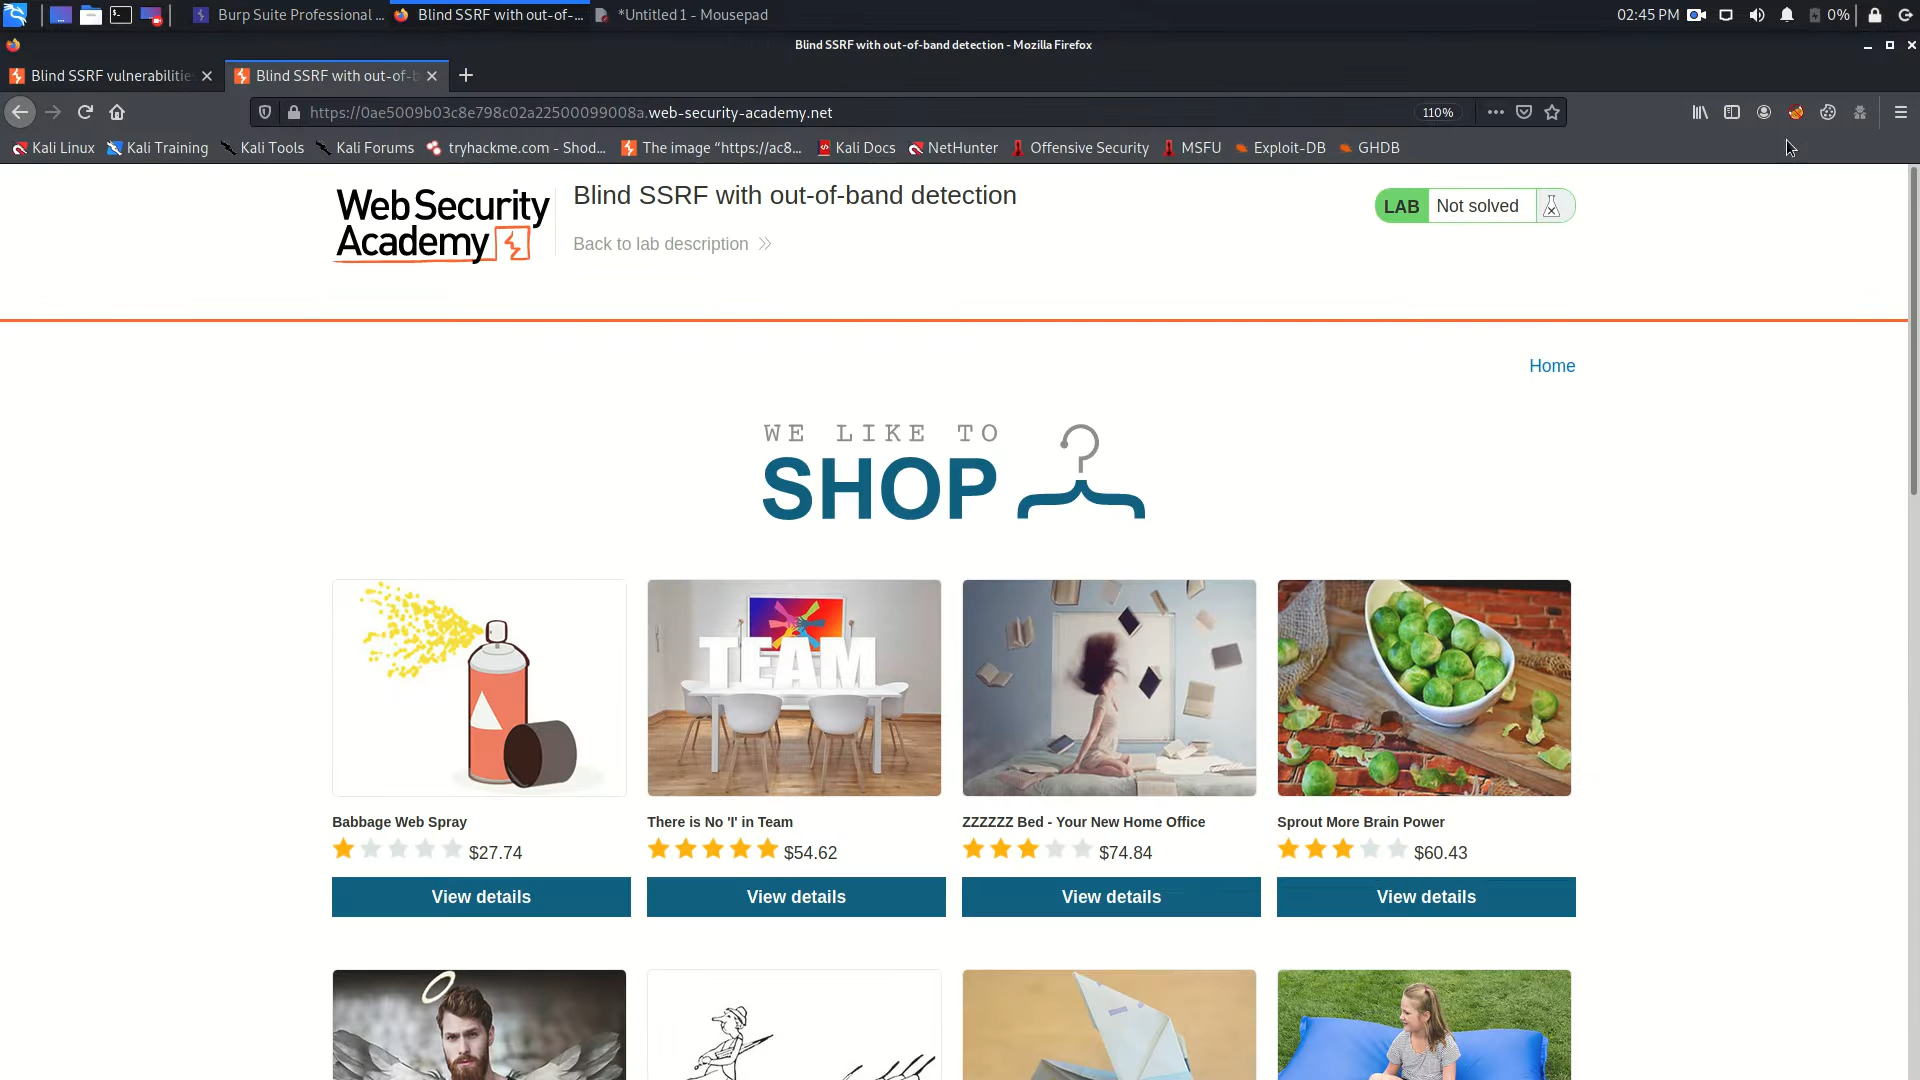 Burp Suite Professional ...
Blind SSRF with out-of-...
*Untitled 1 - Mousepad
02:45 PM
0%
Blind SSRF with out-of-band detection - Mozilla Firefox
Blind SSRF vulnerabilitie
Blind SSRF with out-of-b
https://0ae5009b03c8e798c02a22500099008a.web-security-academy.net
110%
Kali Linux
Kali Training
Kali Tools
Kali Forums
tryhackme.com - Shod...
The image “https://ac8...
Kali Docs
NetHunter
Offensive Security
MSFU
Exploit-DB
GHDB
Web Security
Academy
Blind SSRF with out-of-band detection
Back to lab description
LAB
Not solved
Home
WE LIKE TO
SHOP
TEAM
Babbage Web Spray
$27.74
View details
There is No 'I' in Team
$54.62
View details
ZZZZZZ Bed - Your New Home Office
$74.84
View details
Sprout More Brain Power
$60.43
View details